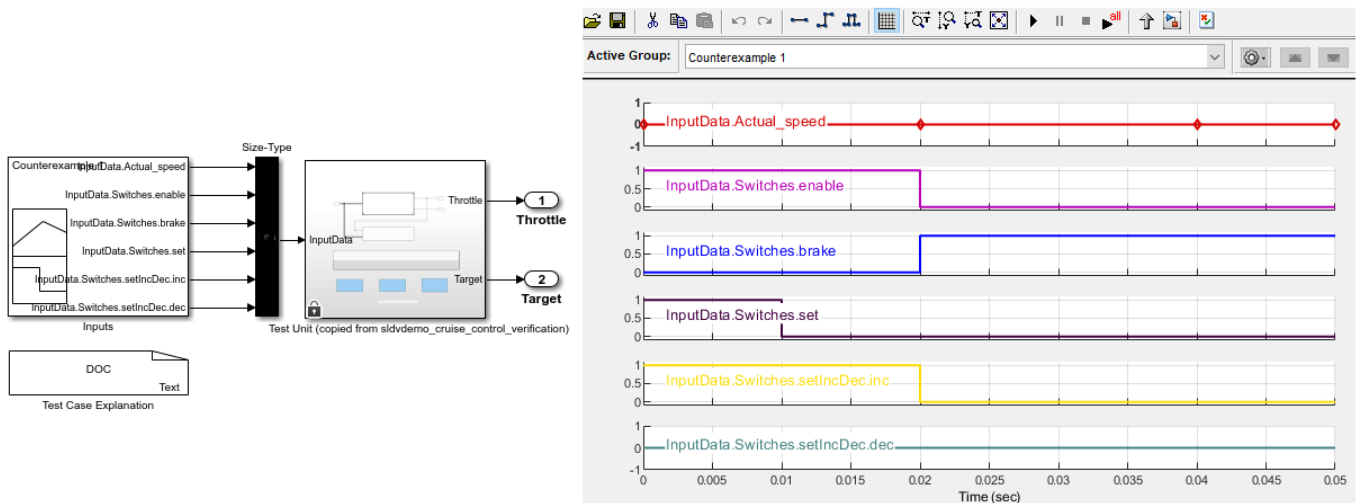 Counterexample 1
InputData.Actual_speed
InputData.Switches.enable
InputData.Switches.brake
InputData.Switches.set
InputData.Switches.setIncDec.inc
InputData.Switches.setIncDec.dec
Inputs
Size-Type
InputData
Throttle
Target
Test Unit (copied from sldvdemo_cruise_control_verification)
1
Throttle
2
Target
DOC
Text
Test Case Explanation
all
Active Group: Counterexample 1
1
0
-1
InputData.Actual_speed
1
0.5
0
InputData.Switches.enable
1
0.5
0
InputData.Switches.brake
1
0.5
0
InputData.Switches.set
1
0.5
0
InputData.Switches.setIncDec.inc
1
0
-1
InputData.Switches.setIncDec.dec
0 0.005 0.01 0.015 0.02 0.025 0.03 0.035 0.04 0.045 0.05
Time (sec)